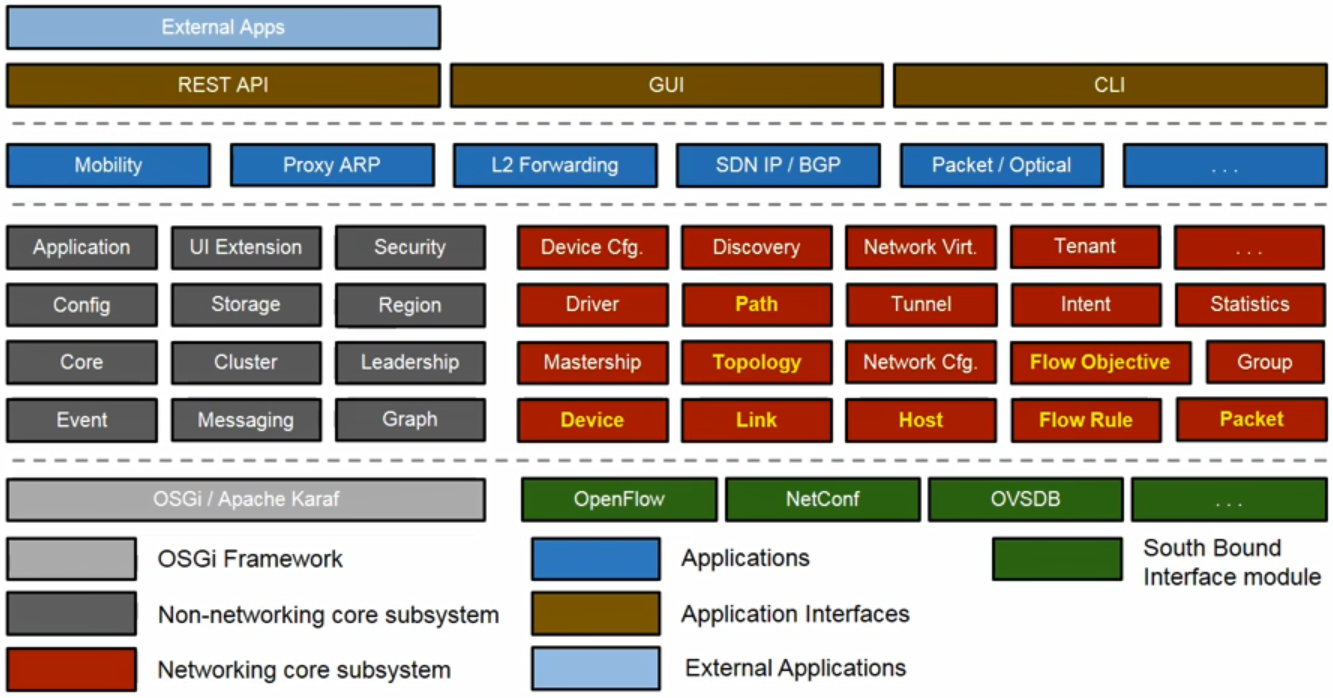 External Apps
REST API GUI CLI
Mobility Proxy ARP L2 Forwarding SDN IP / BGP Packet / Optical . . .
Application UI Extension Security Device Cfg. Discovery Network Virt. Tenant . . .
Config Storage Region Driver Path Tunnel Intent Statistics
Core Cluster Leadership Mastership Topology Network Cfg. Flow Objective Group
Event Messaging Graph Device Link Host Flow Rule Packet
OSGi / Apache Karaf OpenFlow NetConf OVSDB . . .
OSGi Framework Applications South Bound
Interface module
Non-networking core subsystem Application Interfaces
Networking core subsystem External Applications